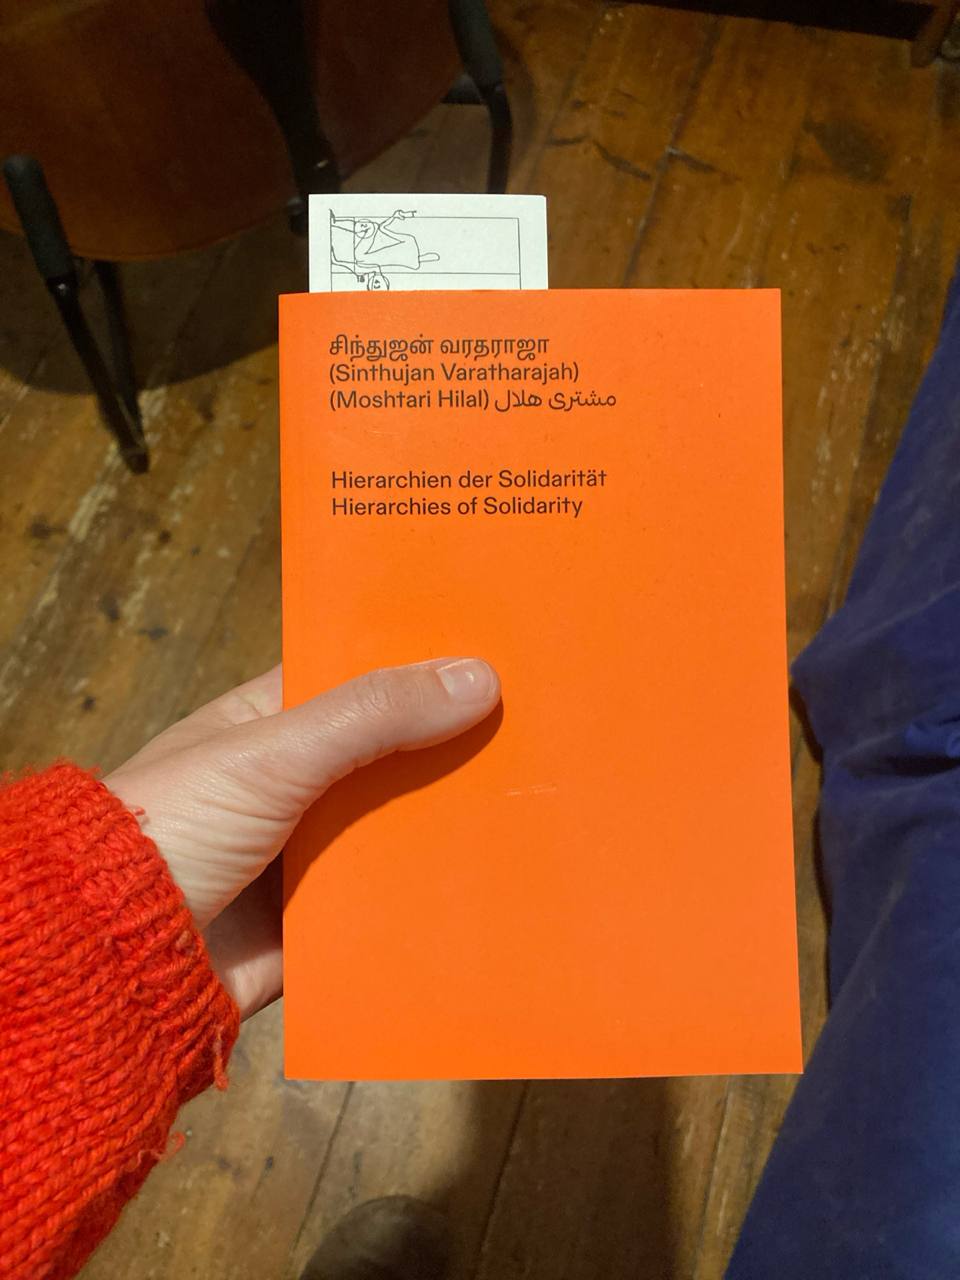 சிந்துஜன் வரதராஜா
(Sinthujan Varatharajah)
(Moshtari Hilal) مشتری هلال
Hierarchien der Solidarität
Hierarchies of Solidarity